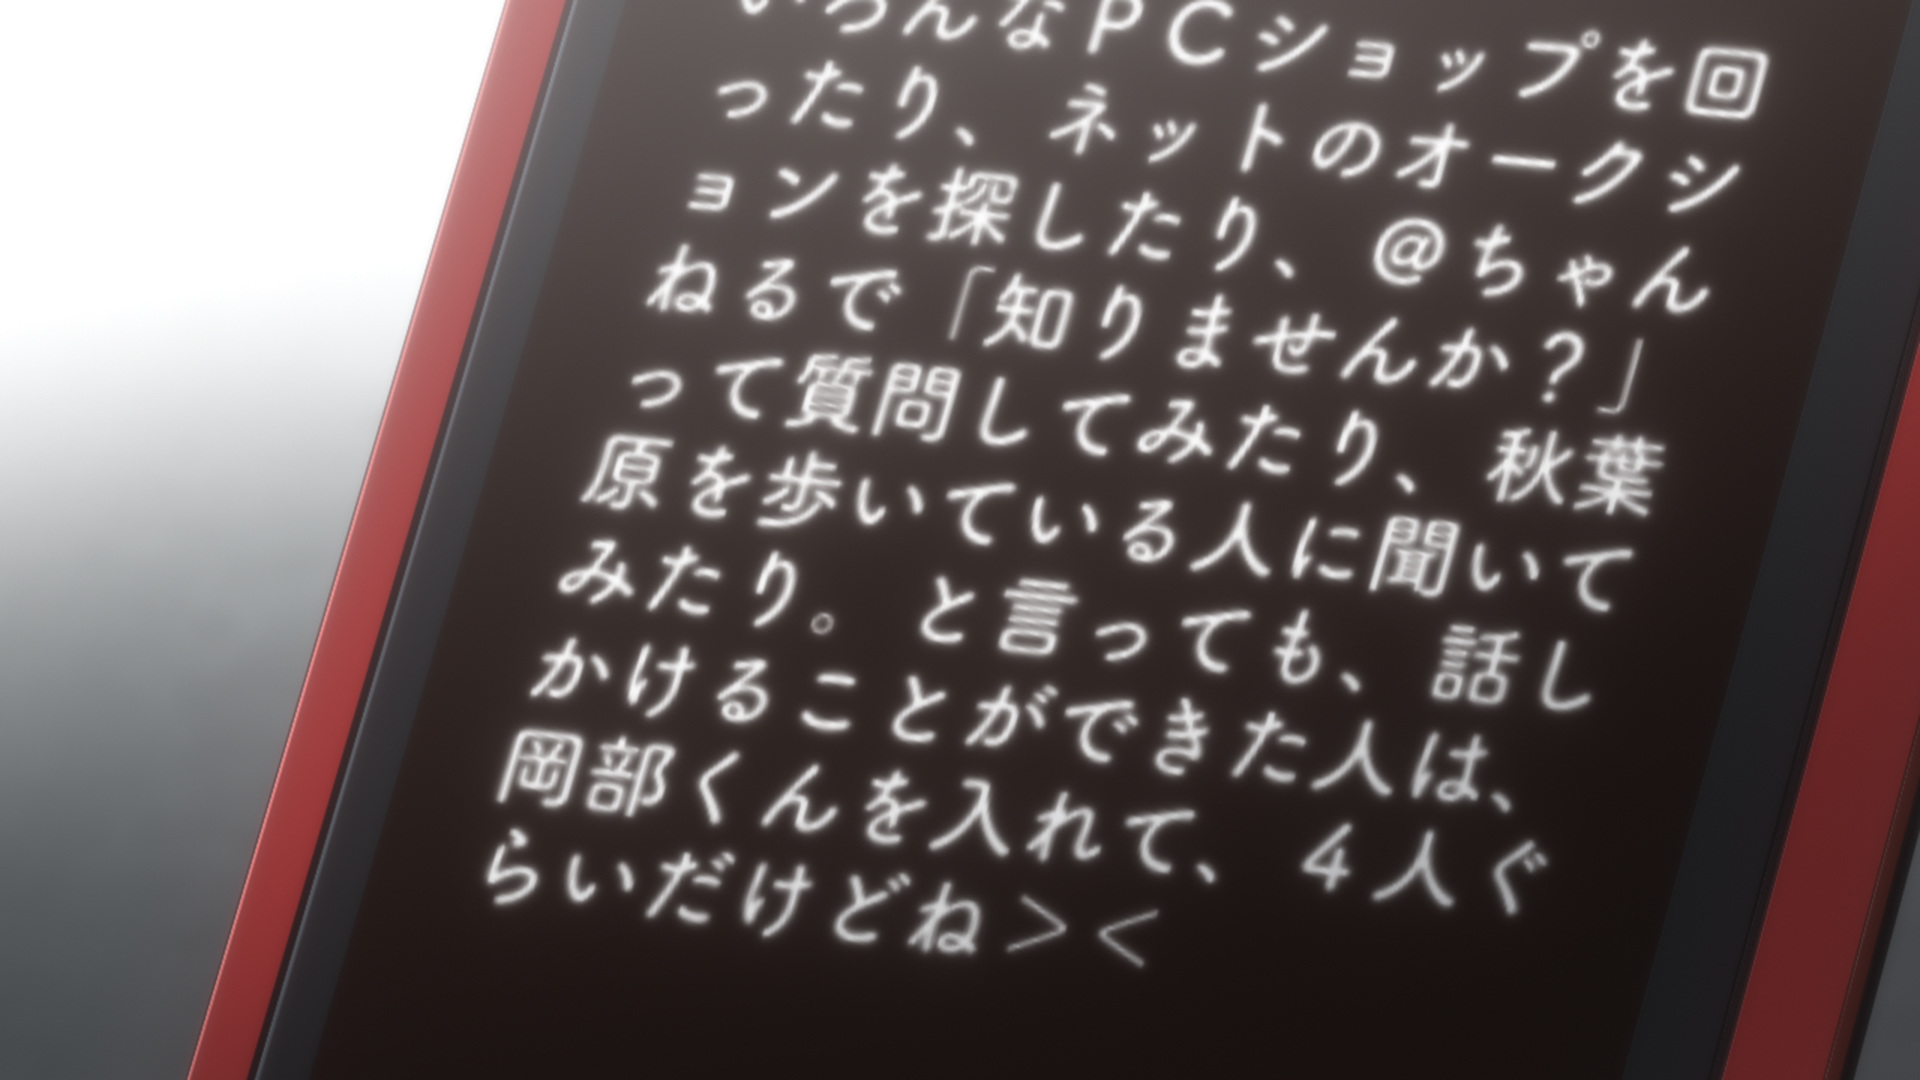 いろんなPCショップを回
ったり、ネットのオークシ
ョンを探したり、@ちゃん
ねるで「知りませんか?」
って質問してみたり、秋葉
原を歩いている人に聞いて
みたり。と言っても、話し
かけることができた人は、
岡部くんを入れて、4人ぐ
らいだけどね><